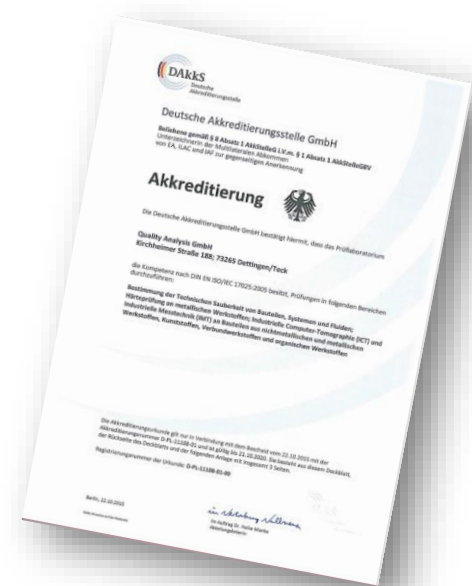 DAkkS
Deutsche
Akkreditierungsstelle
Deutsche Akkreditierungsstelle GmbH
Beliehene gemäß § 8 Absatz 1 AkkStelleG i.V.m. § 1 Absatz 1 AkkStelleGBV
Unterzeichnerin der Multilateralen Abkommen
von EA, ILAC und IAF zur gegenseitigen Anerkennung
Akkreditierung
Die Deutsche Akkreditierungsstelle GmbH bestätigt hiermit, dass das Prüflaboratorium
Quality Analysis GmbH
Kirchheimer Straße 188; 73265 Dettingen/Teck
die Kompetenz nach DIN EN ISO/IEC 17025:2005 besitzt, Prüfungen in folgenden Bereichen
durchzuführen:
Bestimmung der Technischen Sauberkeit von Bauteilen, Systemen und Fluiden;
Härteprüfung an metallischen Werkstoffen; Industrielle Computer-Tomographie (ICT) und
Industrielle Messtechnik (IMT) an Bauteilen aus nichtmetallischen und metallischen
Werkstoffen, Kunststoffen, Verbundwerkstoffen und organischen Werkstoffen
Die Akkreditierungsurkunde gilt nur in Verbindung mit dem Bescheid vom 22.10.2015 mit der
Akkreditierungsnummer D-PL-11108-01 und ist gültig bis 21.10.2020. Sie besteht aus diesem Deckblatt,
der Rückseite des Deckblatts und der folgenden Anlage mit insgesamt 3 Seiten.
Registrierungsnummer der Urkunde: D-PL-11108-01-00
Berlin, 22.10.2015
Im Auftrag Dr. Heike Manke
Abteilungsleiterin